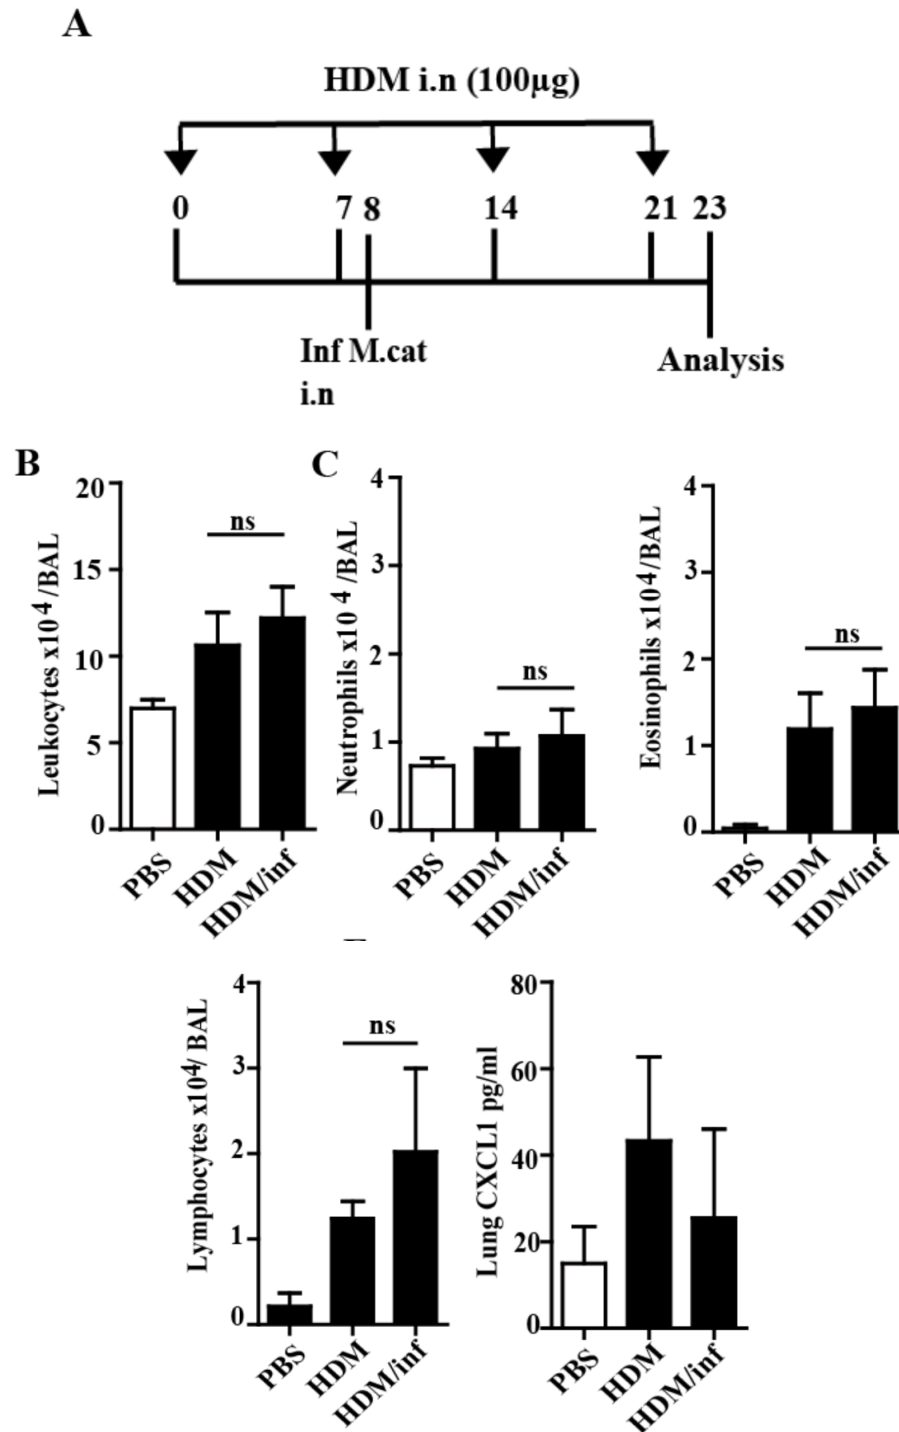 A
HDM i.n (100µg)
0 7 8 14 21 23
Inf M.cat
i.n
Analysis
B
Leukocytes x10⁴/BAL
20
15
10
5
0
ns
PBS
HDM
HDM/inf
C
Neutrophils x10⁴/BAL
4
3
2
1
0
ns
PBS
HDM
HDM/inf
Eosinophils x10⁴/BAL
4
3
2
1
0
ns
PBS
HDM
HDM/inf
Lymphocytes x10⁴/ BAL
4
3
2
1
0
ns
PBS
HDM
HDM/inf
Lung CXCL1 pg/ml
80
60
40
20
0
PBS
HDM
HDM/inf